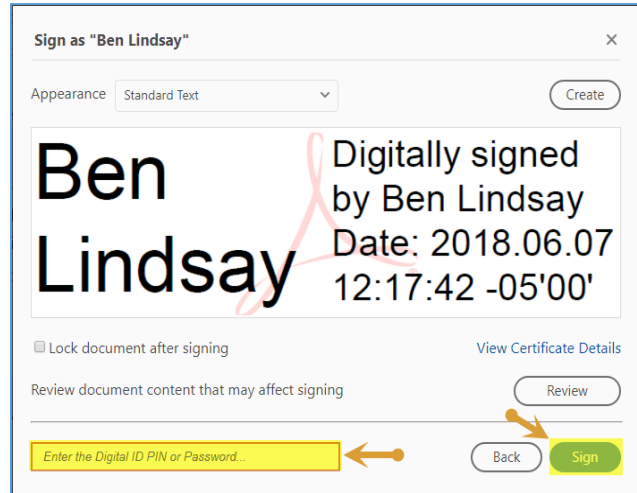 Sign as "Ben Lindsay"
Appearance Standard Text Create
Ben
Lindsay
Digitally signed
by Ben Lindsay
Date: 2018.06.07
12:17:42 -05'00'
Lock document after signing View Certificate Details
Review document content that may affect signing Review
Enter the Digital ID PIN or Password... Back Sign